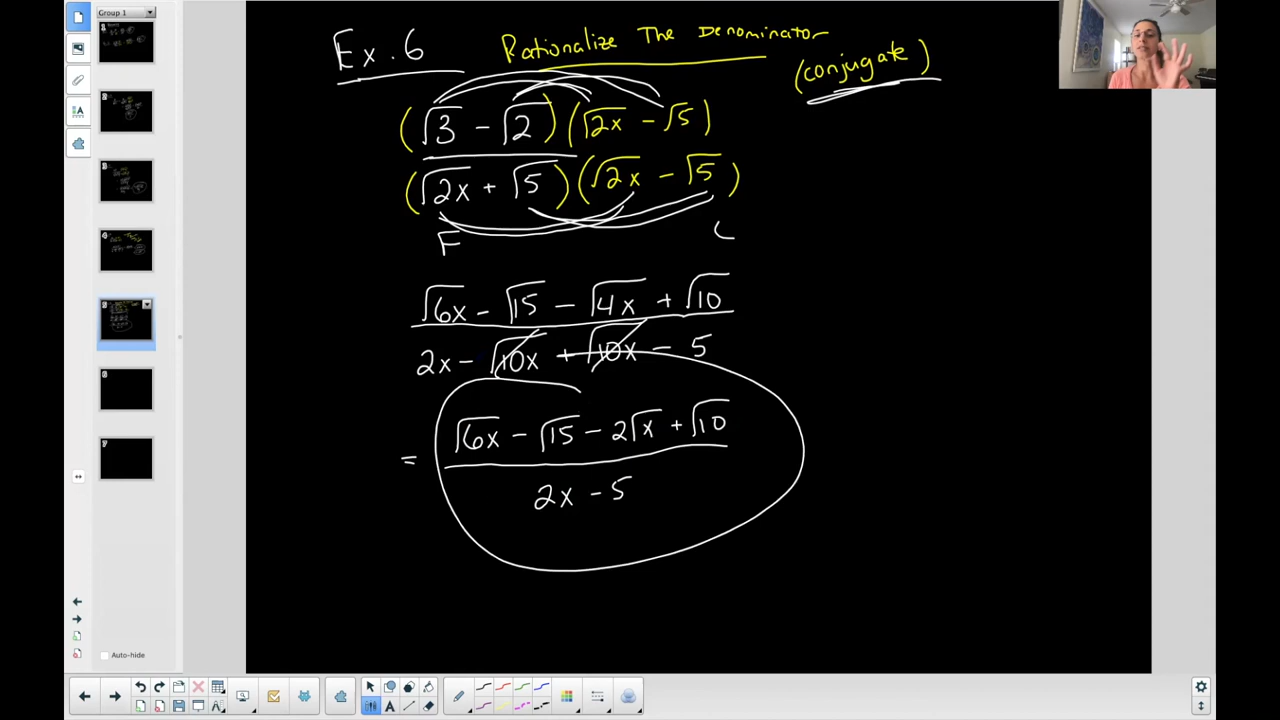 Group 1
Ex. 6 Rationalize The Denominator
(conjugate)
(√3 − √2)(√2x − √5)
(√2x + √5)(√2x − √5)
F L
√6x − √15 − √4x + √10
2x − √10x + √10x − 5
√6x − √15 − 2√x + √10
=
2x − 5
Auto-hide